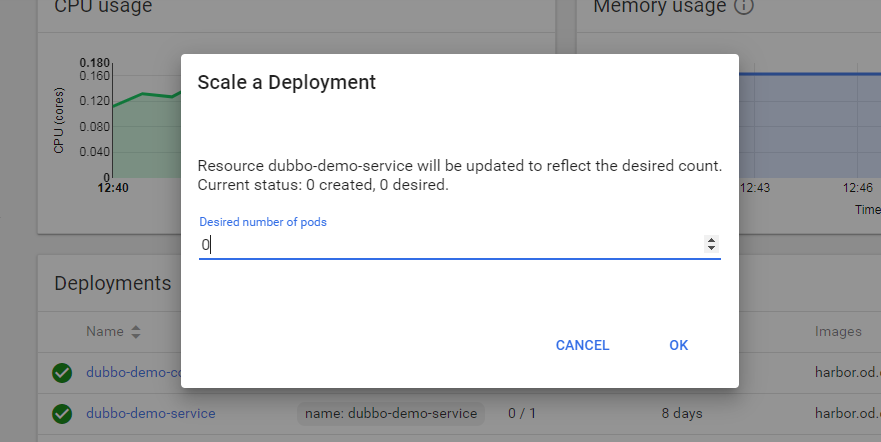 CPU usage
Memory usage
0.180
0.160
0.120
0.080
0.040
0
CPU (cores)
12:40
12:43
12:46
Time
Scale a Deployment
Resource dubbo-demo-service will be updated to reflect the desired count.
Current status: 0 created, 0 desired.
Desired number of pods
0
CANCEL
OK
Deployments
Name
Images
dubbo-demo-co
harbor.od.
dubbo-demo-service
name: dubbo-demo-service
0 / 1
8 days
harbor.od.